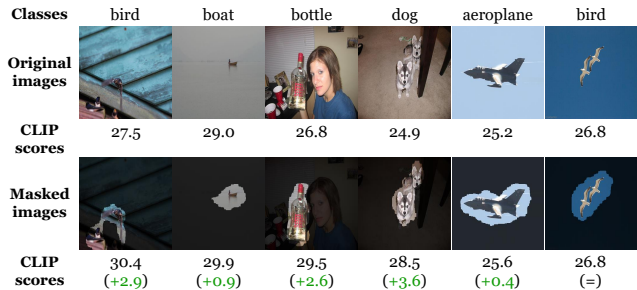 Classes bird boat bottle dog aeroplane bird
Original images
CLIP scores 27.5 29.0 26.8 24.9 25.2 26.8
Masked images
CLIP scores 30.4 29.9 29.5 28.5 25.6 26.8
(+2.9) (+0.9) (+2.6) (+3.6) (+0.4) (=)